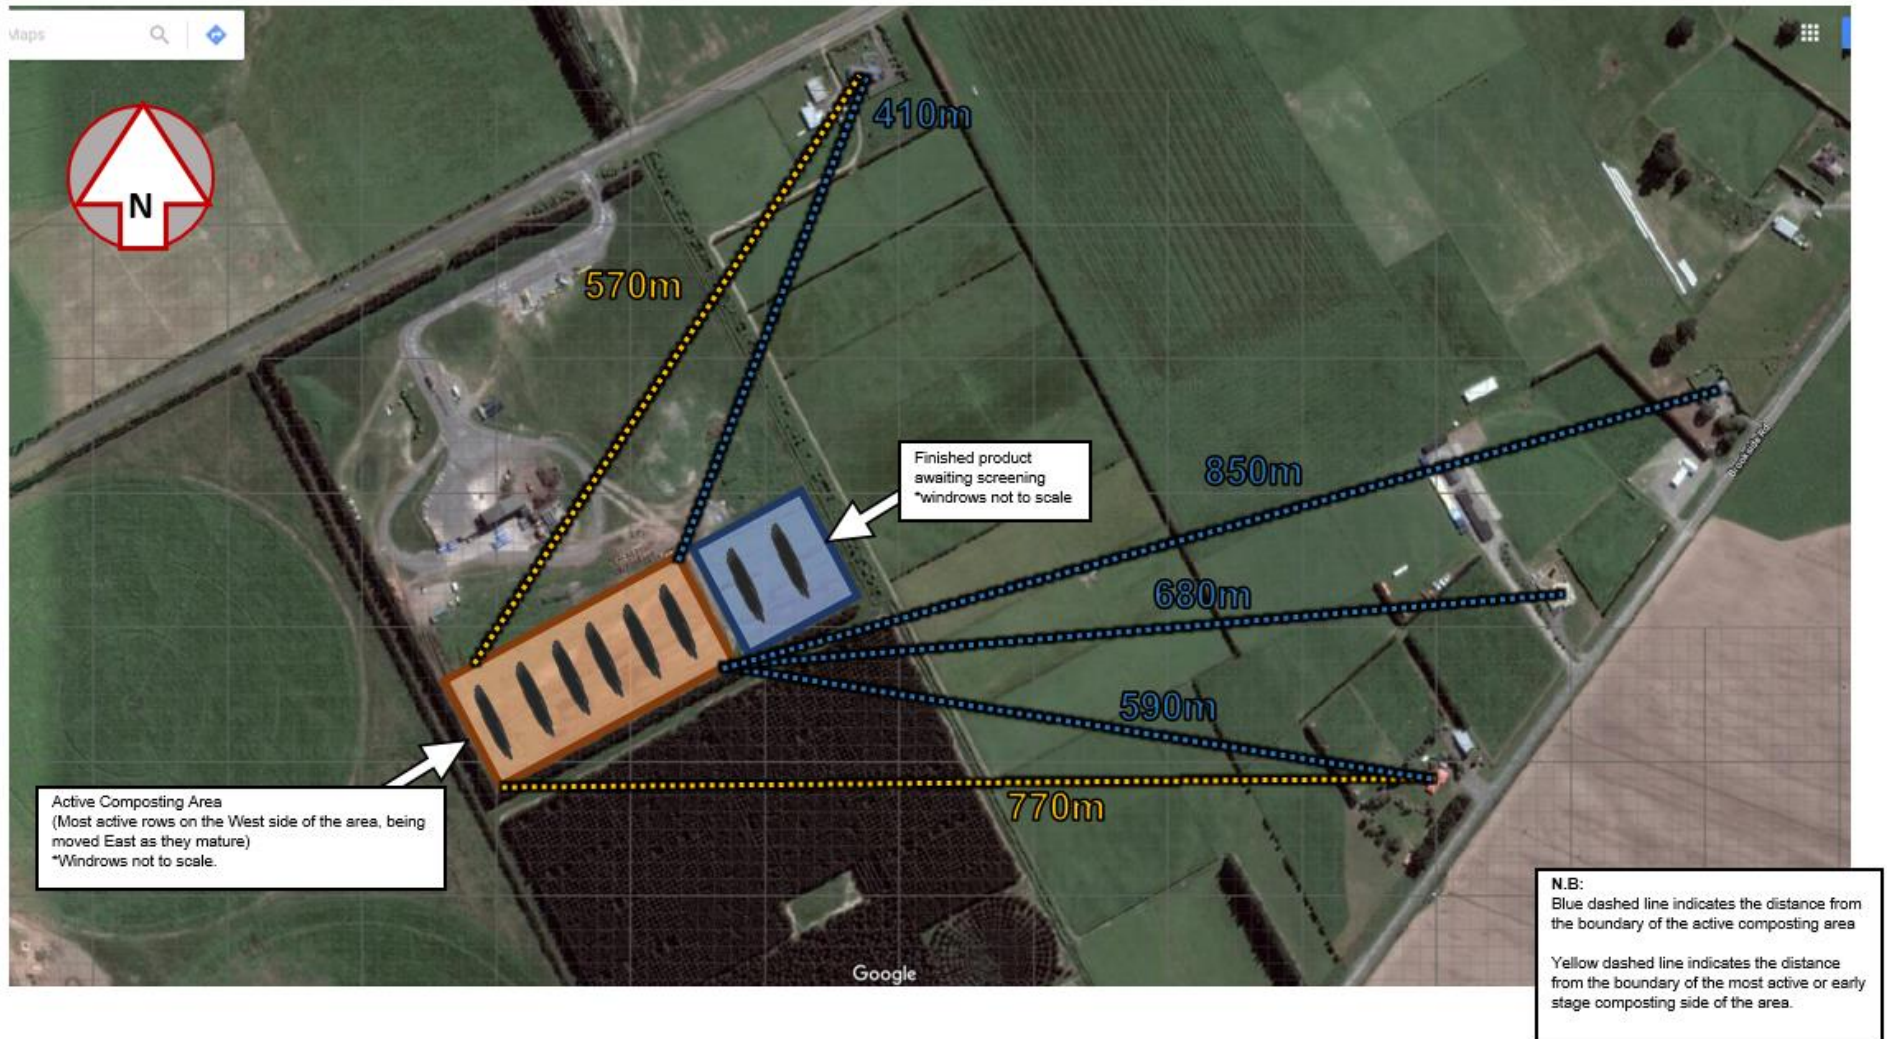 Maps
N
410m
570m
Finished product
awaiting screening
*windrows not to scale
850m
Brookside Rd
680m
590m
770m
Active Composting Area
(Most active rows on the West side of the area, being
moved East as they mature)
*Windrows not to scale.
N.B:
Blue dashed line indicates the distance from
the boundary of the active composting area
Yellow dashed line indicates the distance
from the boundary of the most active or early
stage composting side of the area.
Google